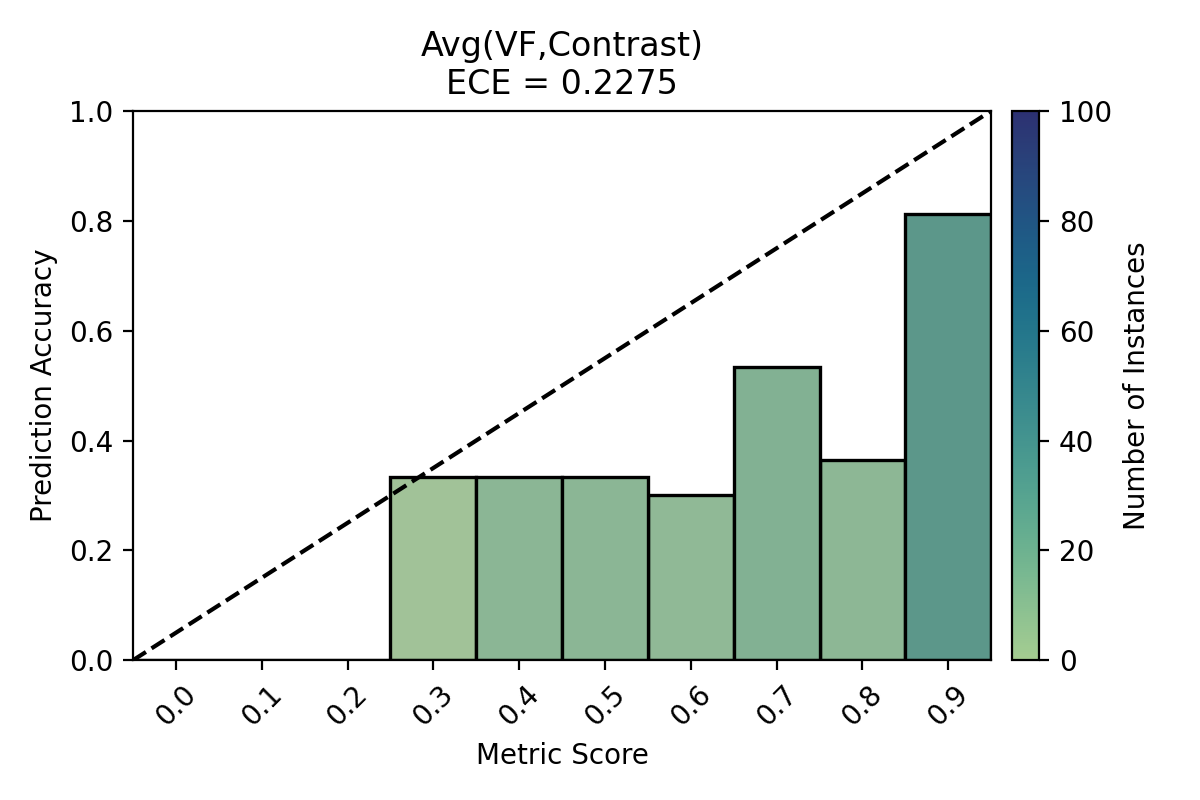 Avg(VF,Contrast)
ECE = 0.2275
1.0
0.8
0.6
0.4
0.2
0.0
Prediction Accuracy
0.0 0.1 0.2 0.3 0.4 0.5 0.6 0.7 0.8 0.9
Metric Score
100
80
60
40
20
0
Number of Instances